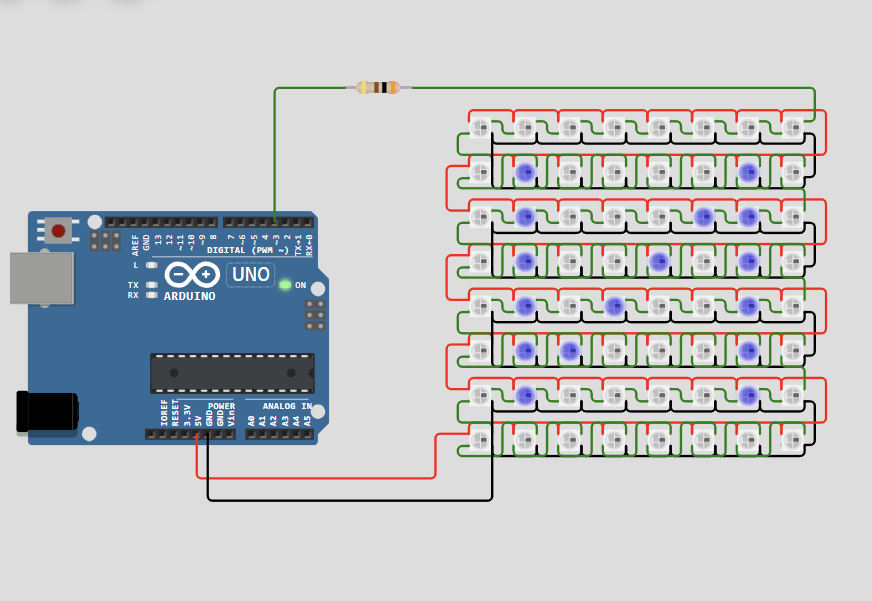 AREF GND 13 12 ~11 ~10 ~9 8 7 ~6 ~5 4 ~3 2 TX→1 RX←0
DIGITAL (PWM ~)
L
UNO
TX
ON
RX
ARDUINO
POWER
ANALOG IN
IOREF RESET 3.3V 5V GND GND Vin A0 A1 A2 A3 A4 A5